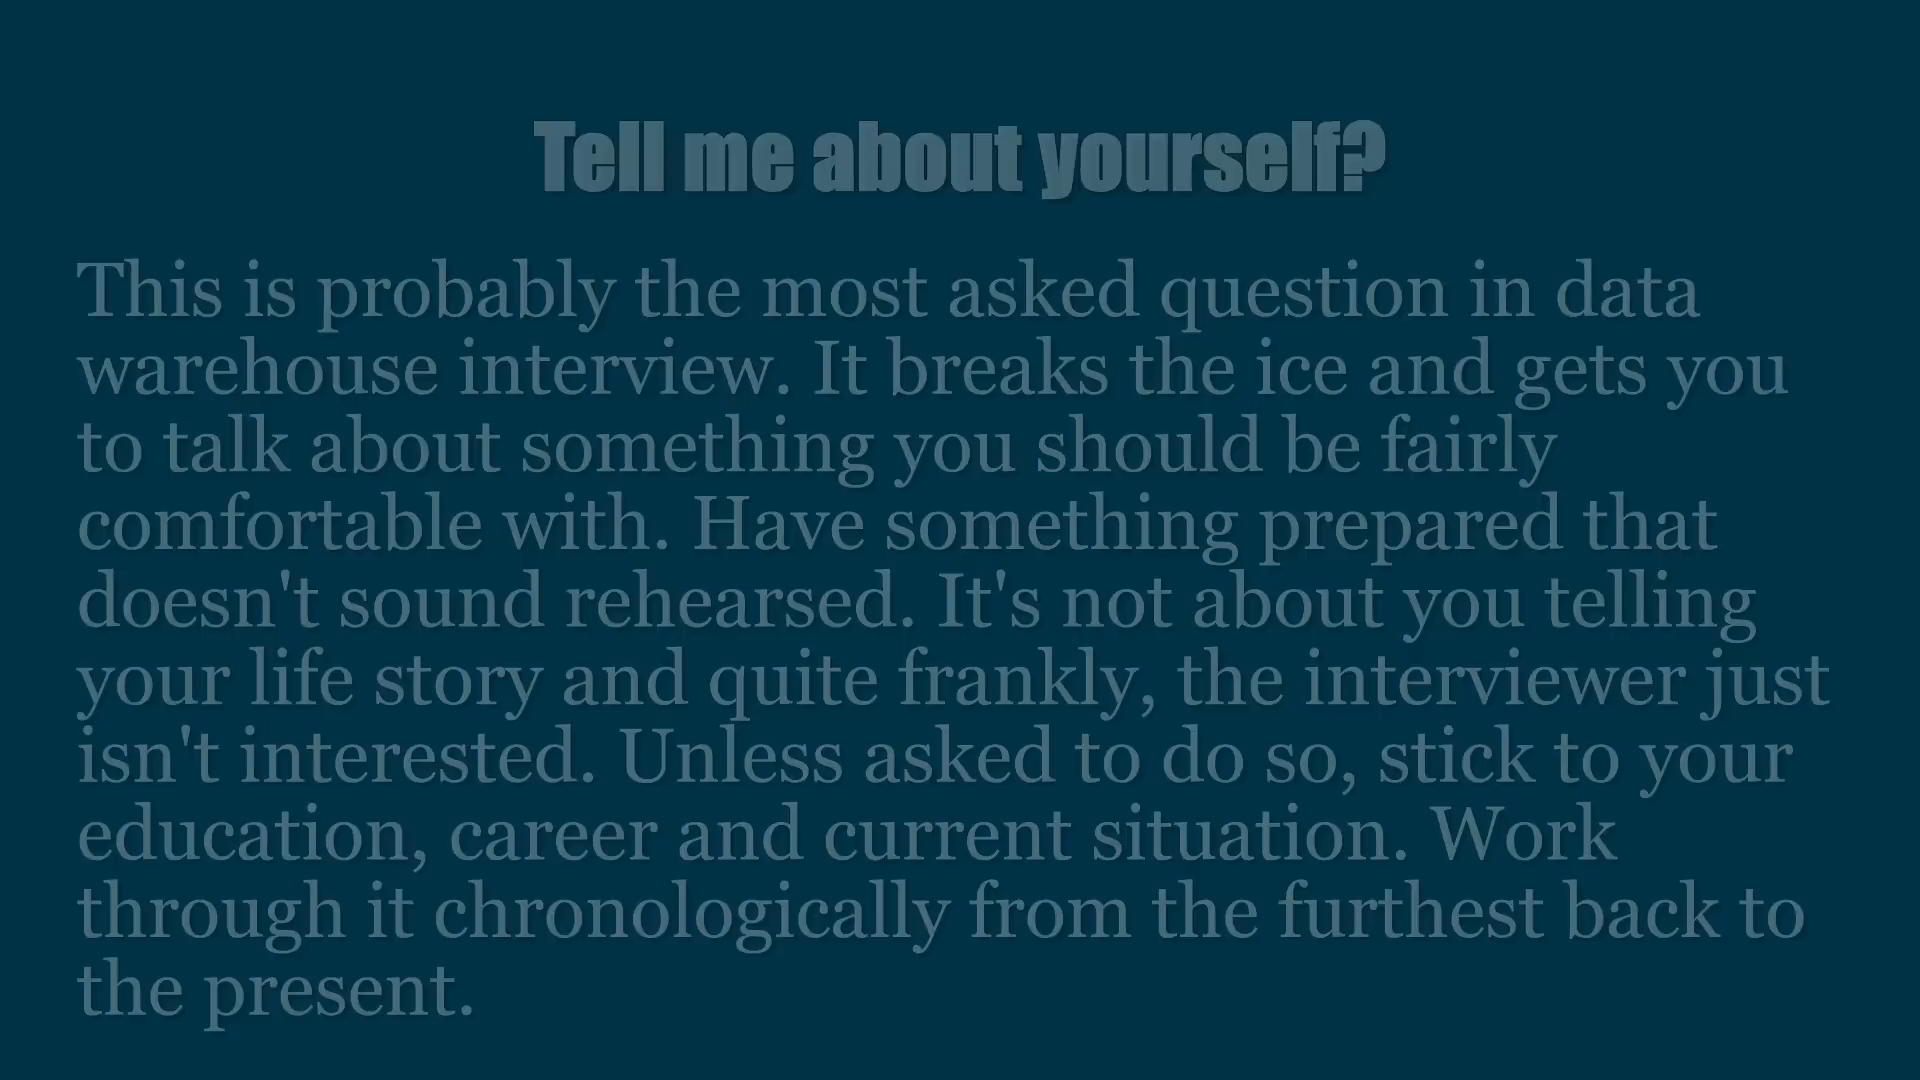 Tell me about yourself?
This is probably the most asked question in data
warehouse interview. It breaks the ice and gets you
to talk about something you should be fairly
comfortable with. Have something prepared that
doesn't sound rehearsed. It's not about you telling
your life story and quite frankly, the interviewer just
isn't interested. Unless asked to do so, stick to your
education, career and current situation. Work
through it chronologically from the furthest back to
the present.